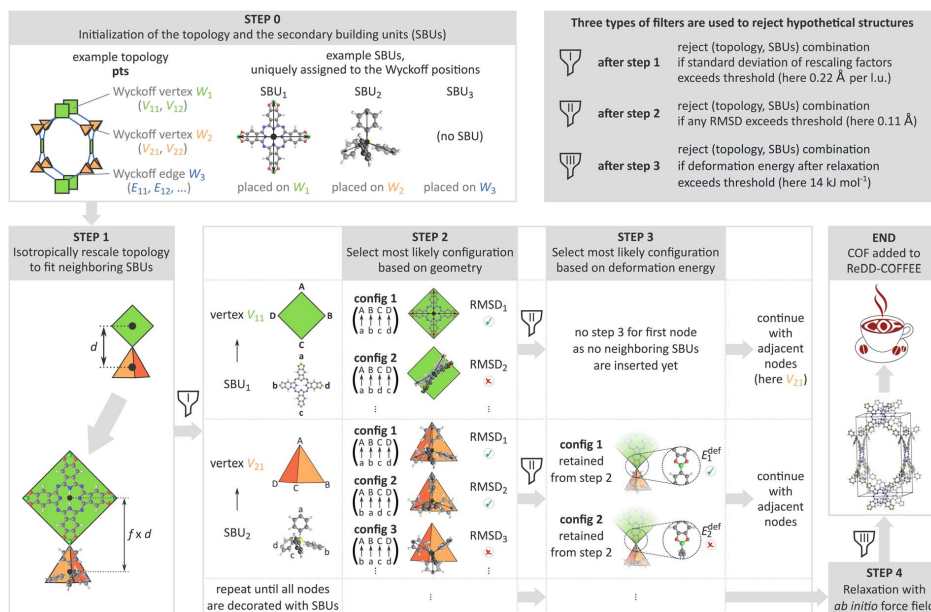 STEP 0
Initialization of the topology and the secondary building units (SBUs)
example topology
pts
Wyckoff vertex W1
(V11, V12)
Wyckoff vertex W2
(V21, V22)
Wyckoff edge W3
(E11, E12, ...)
example SBUs,
uniquely assigned to the Wyckoff positions
SBU1 SBU2 SBU3
(no SBU)
placed on W1 placed on W2 placed on W3
Three types of filters are used to reject hypothetical structures
I
after step 1
reject (topology, SBUs) combination
if standard deviation of rescaling factors
exceeds threshold (here 0.22 Å per l.u.)
II
after step 2
reject (topology, SBUs) combination
if any RMSD exceeds threshold (here 0.11 Å)
III
after step 3
reject (topology, SBUs) combination
if deformation energy after relaxation
exceeds threshold (here 14 kJ mol⁻¹)
STEP 1
Isotropically rescale topology
to fit neighboring SBUs
d
f x d
I
vertex V11
A
D B
C
SBU1
a
b d
c
vertex V21
A
D C B
SBU2
a
d c b
repeat until all nodes
are decorated with SBUs
STEP 2
Select most likely configuration
based on geometry
config 1
A B C D
a b c d
RMSD1
config 2
A B C D
a b d c
RMSD2
⋮ ⋮
config 1
A B C D
a b c d
RMSD1
config 2
A B C D
b a d c
RMSD2
config 3
A B C D
b a c d
RMSD3
⋮ ⋮
II
II
STEP 3
Select most likely configuration
based on deformation energy
no step 3 for first node
as no neighboring SBUs
are inserted yet
config 1
retained
from step 2
E1def
config 2
retained
from step 2
E2def
⋮ ⋮
continue
with
adjacent
nodes
(here V21)
continue
with
adjacent
nodes
END
COF added to
ReDD-COFFEE
III
STEP 4
Relaxation with
ab initio force field